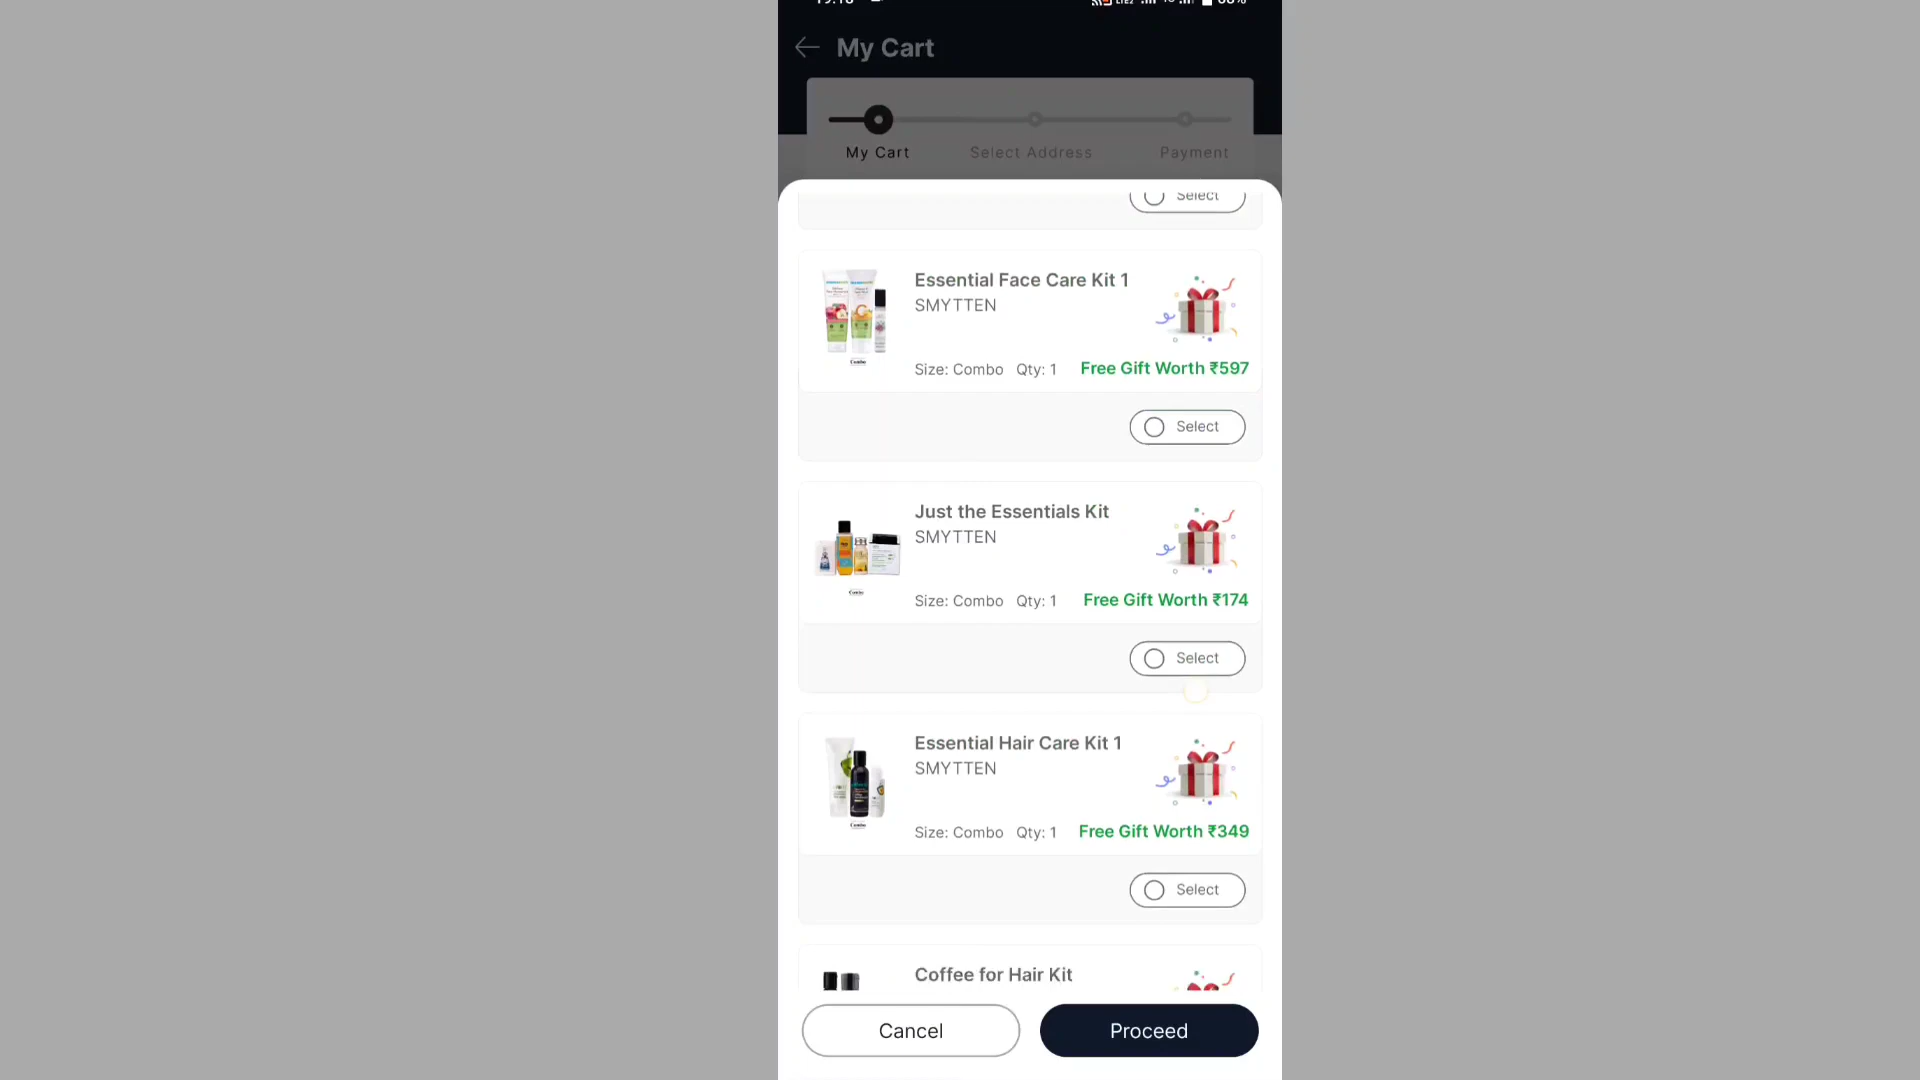 My Cart
My Cart Select Address Payment
Select
Essential Face Care Kit 1
SMYTTEN
Size: Combo Qty: 1 Free Gift Worth ₹597
Select
Just the Essentials Kit
SMYTTEN
Size: Combo Qty: 1 Free Gift Worth ₹174
Select
Essential Hair Care Kit 1
SMYTTEN
Size: Combo Qty: 1 Free Gift Worth ₹349
Select
Coffee for Hair Kit
Cancel Proceed